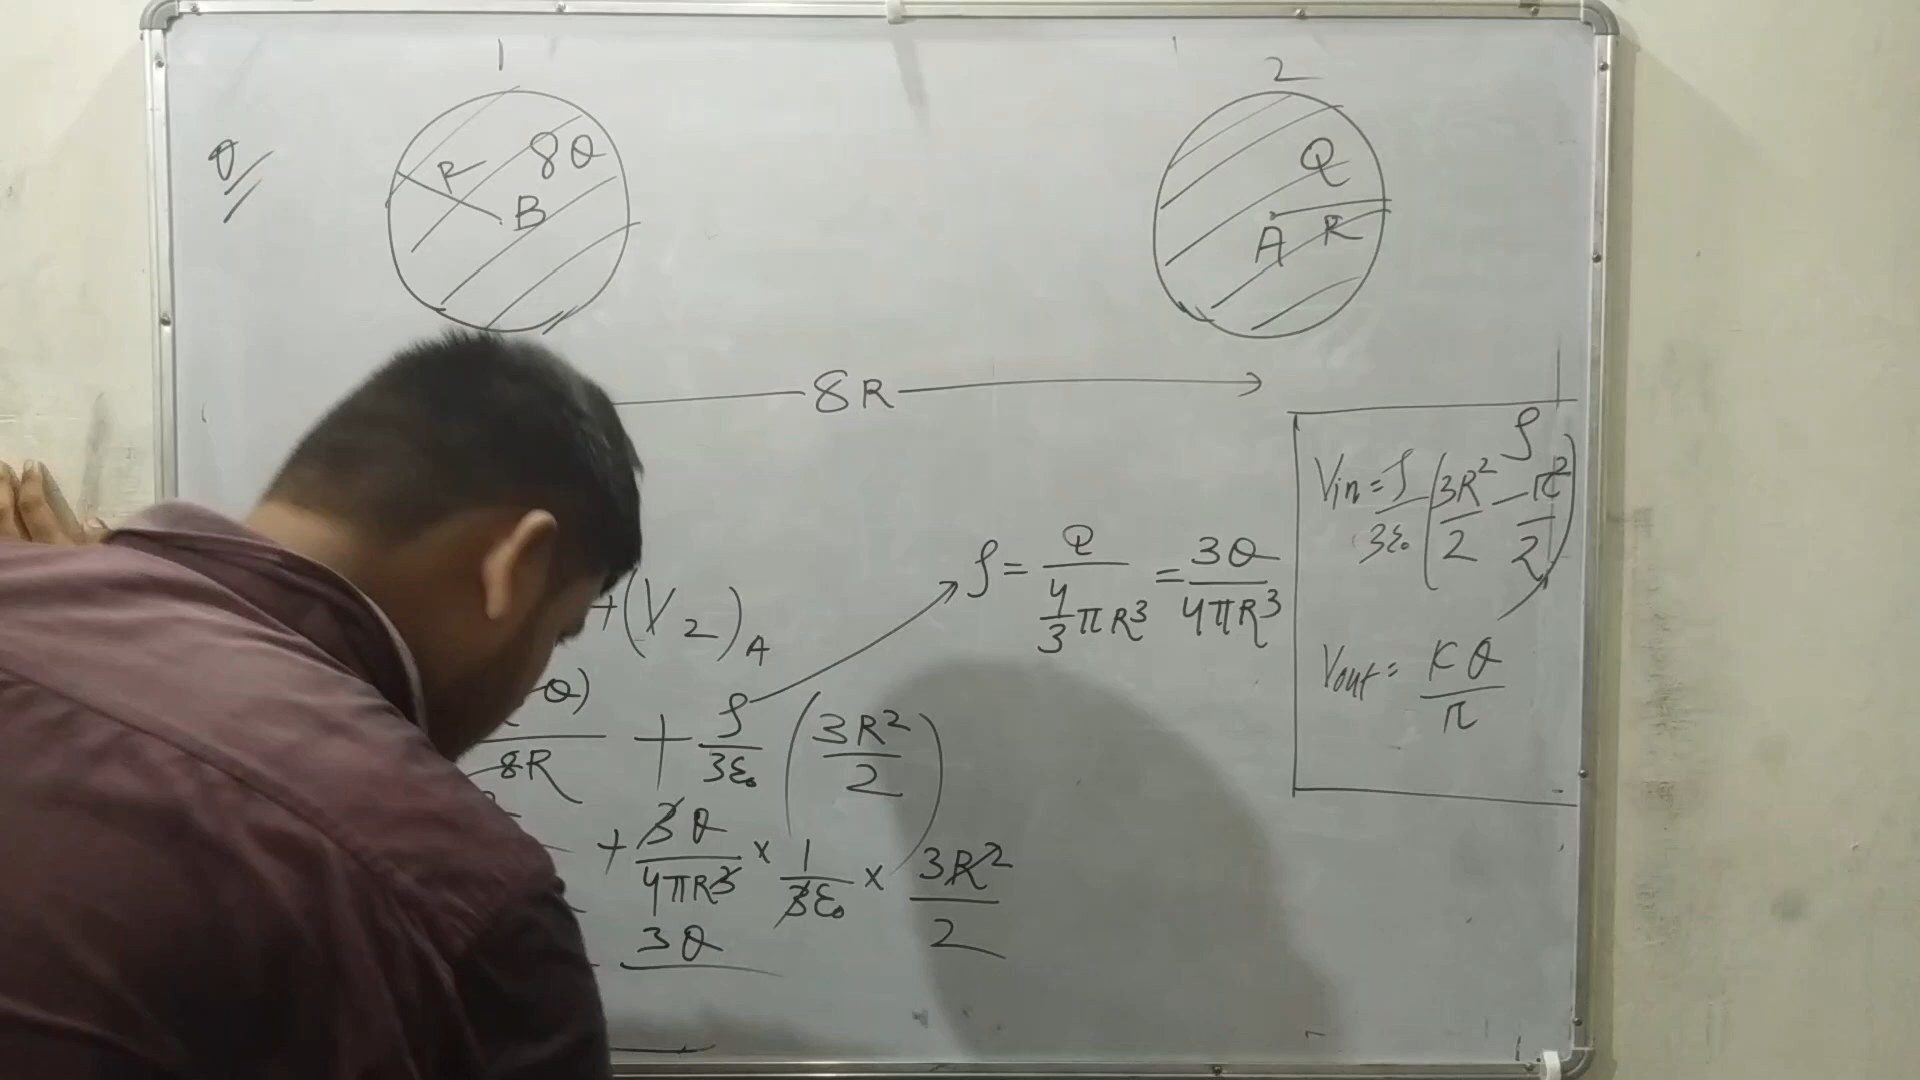 1
2
Q
8Q
R
B
Q
A R
8R
ρ
Vin = ρ/3ε₀ (3R²/2 − r²/2)
ρ = Q/(4/3 πR³) = 3Q/4πR³
+(V₂)A
Vout = KQ/r
Q)/8R + ρ/3ε₀ (3R²/2)
+ 3Q/4πR³ × 1/3ε₀ × 3R²/2
3Q